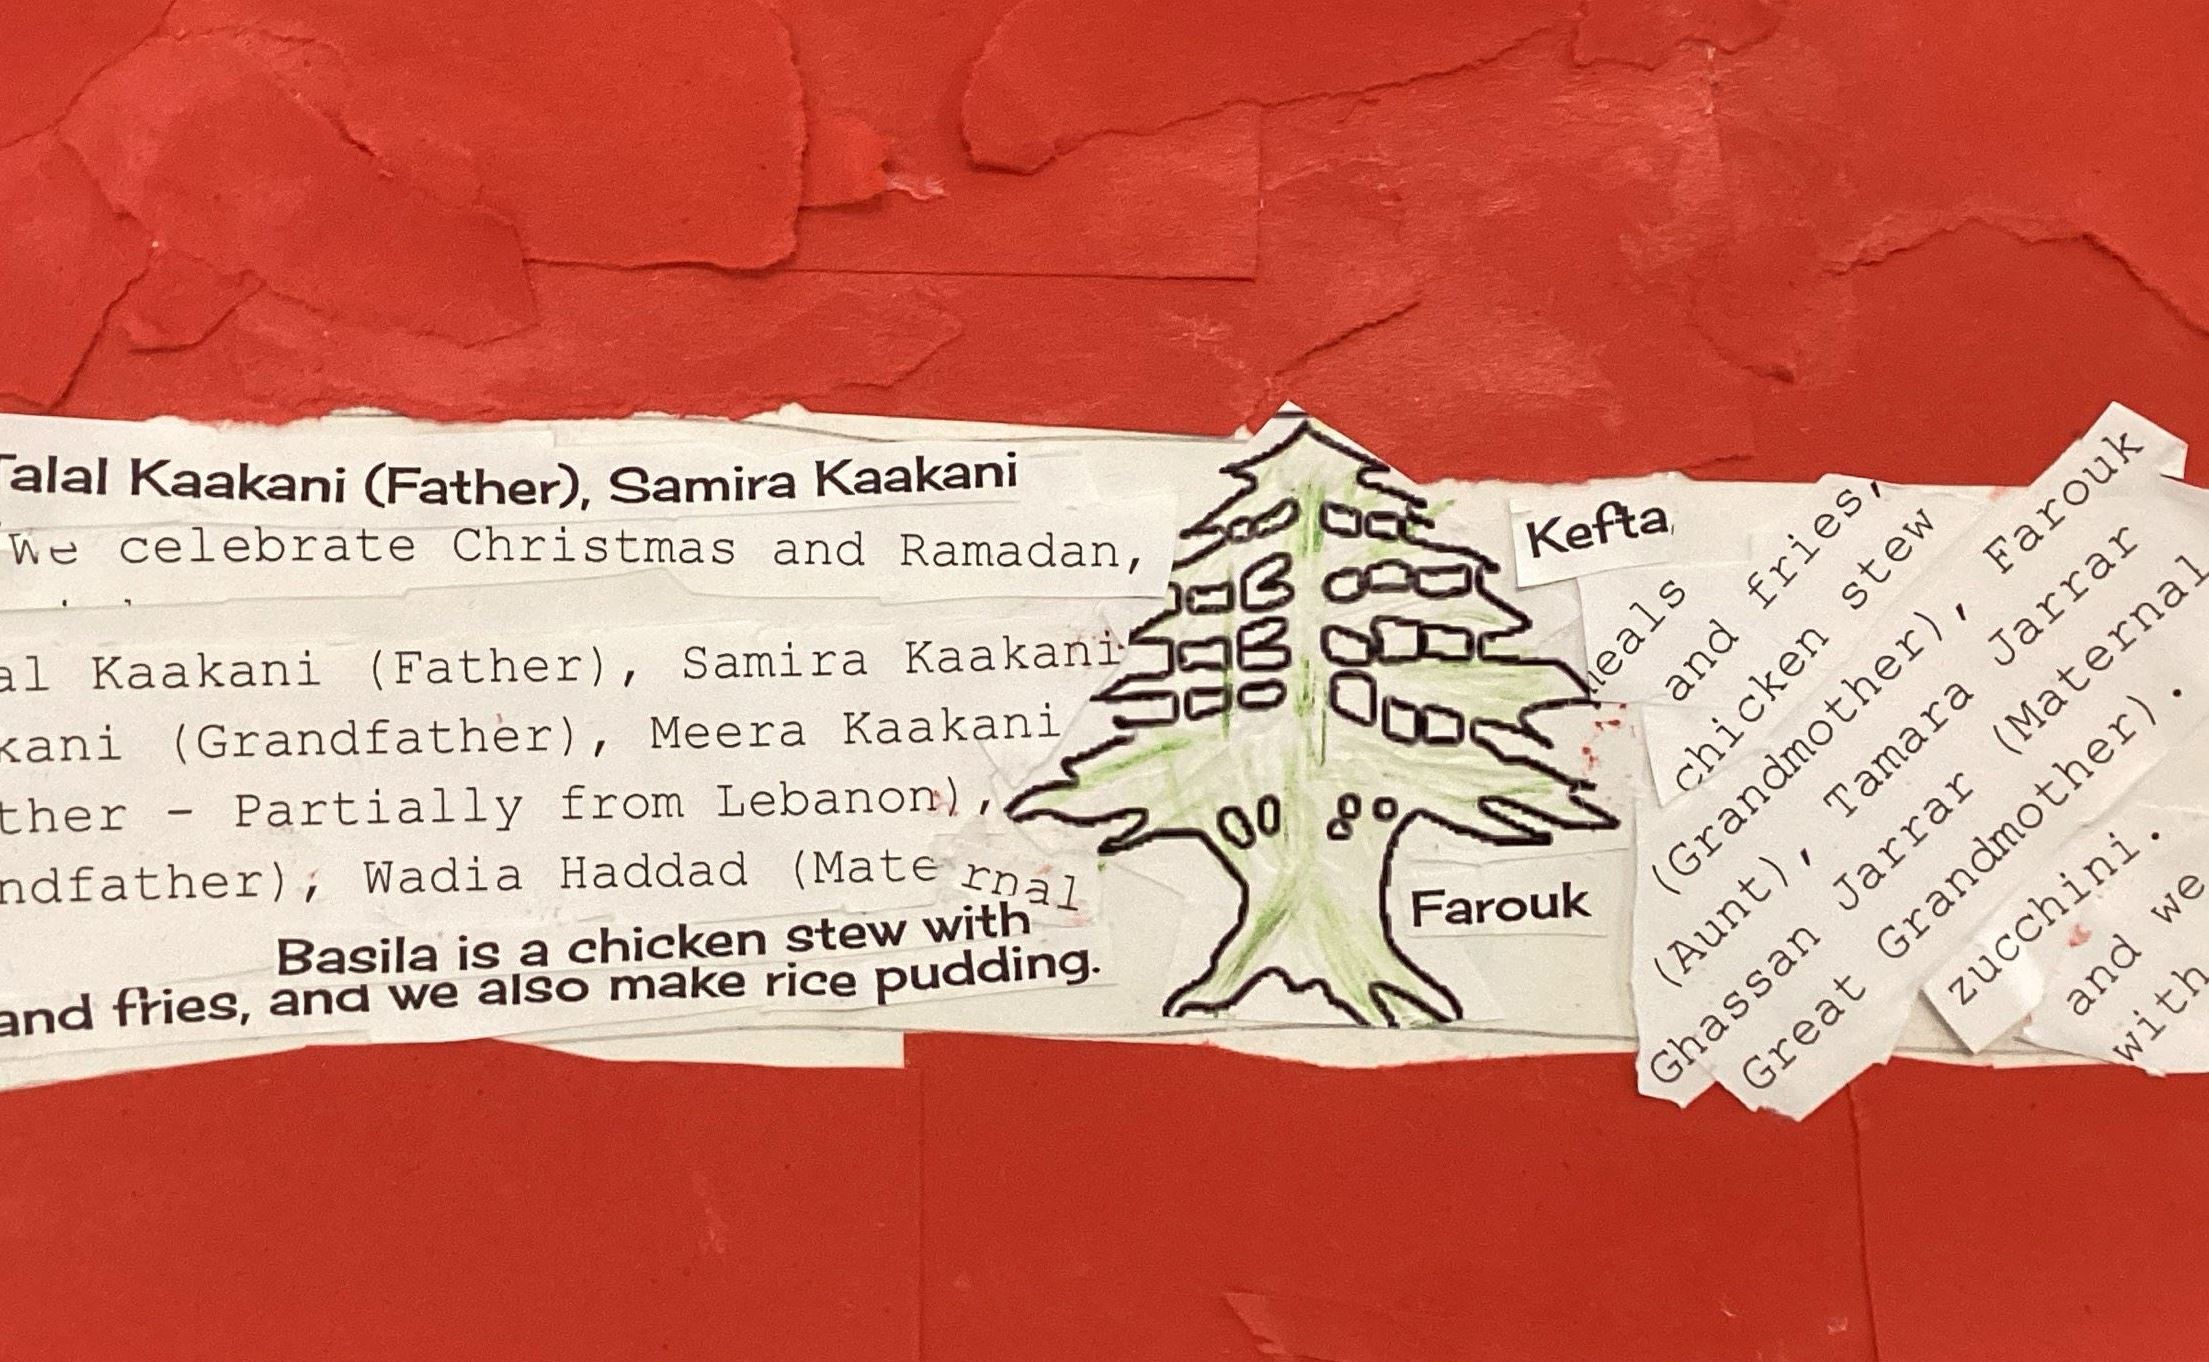 Talal Kaakani (Father), Samira Kaakani
We celebrate Christmas and Ramadan,
al Kaakani (Father), Samira Kaakani
kani (Grandfather), Meera Kaakani
ther - Partially from Lebanon),
ndfather), Wadia Haddad (Maternal
Basila is a chicken stew with
and fries, and we also make rice pudding.
Kefta,
Farouk
meals
and fries,
chicken stew
(Grandmother), Farouk
(Aunt), Tamara Jarrar
Ghassan Jarrar (Maternal
Great Grandmother).
zucchini.
and we
with